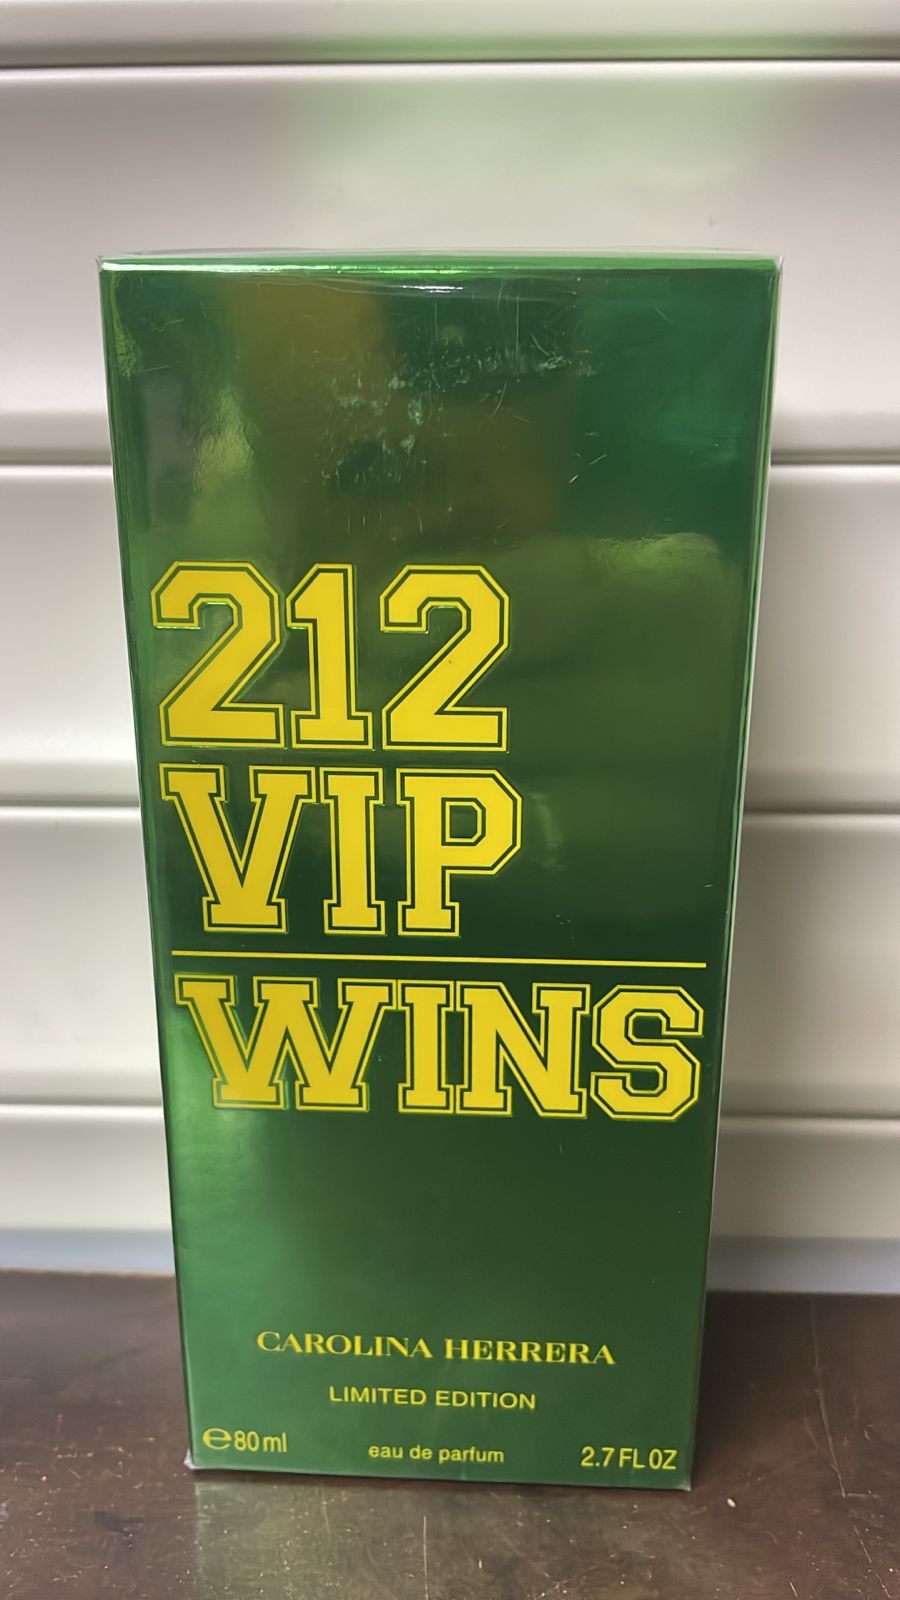 212
VIP
WINS
CAROLINA HERRERA
LIMITED EDITION
℮80 ml eau de parfum 2.7 FL OZ